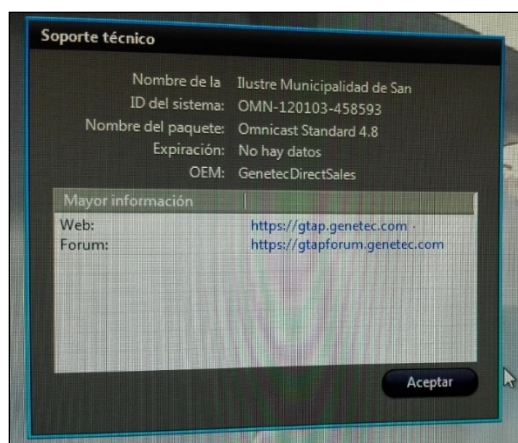 Soporte técnico
Nombre de la Ilustre Municipalidad de San
ID del sistema: OMN-120103-458593
Nombre del paquete: Omnicast Standard 4.8
Expiración: No hay datos
OEM: GenetecDirectSales
Mayor información
Web: https://gtap.genetec.com
Forum: https://gtapforum.genetec.com
Aceptar